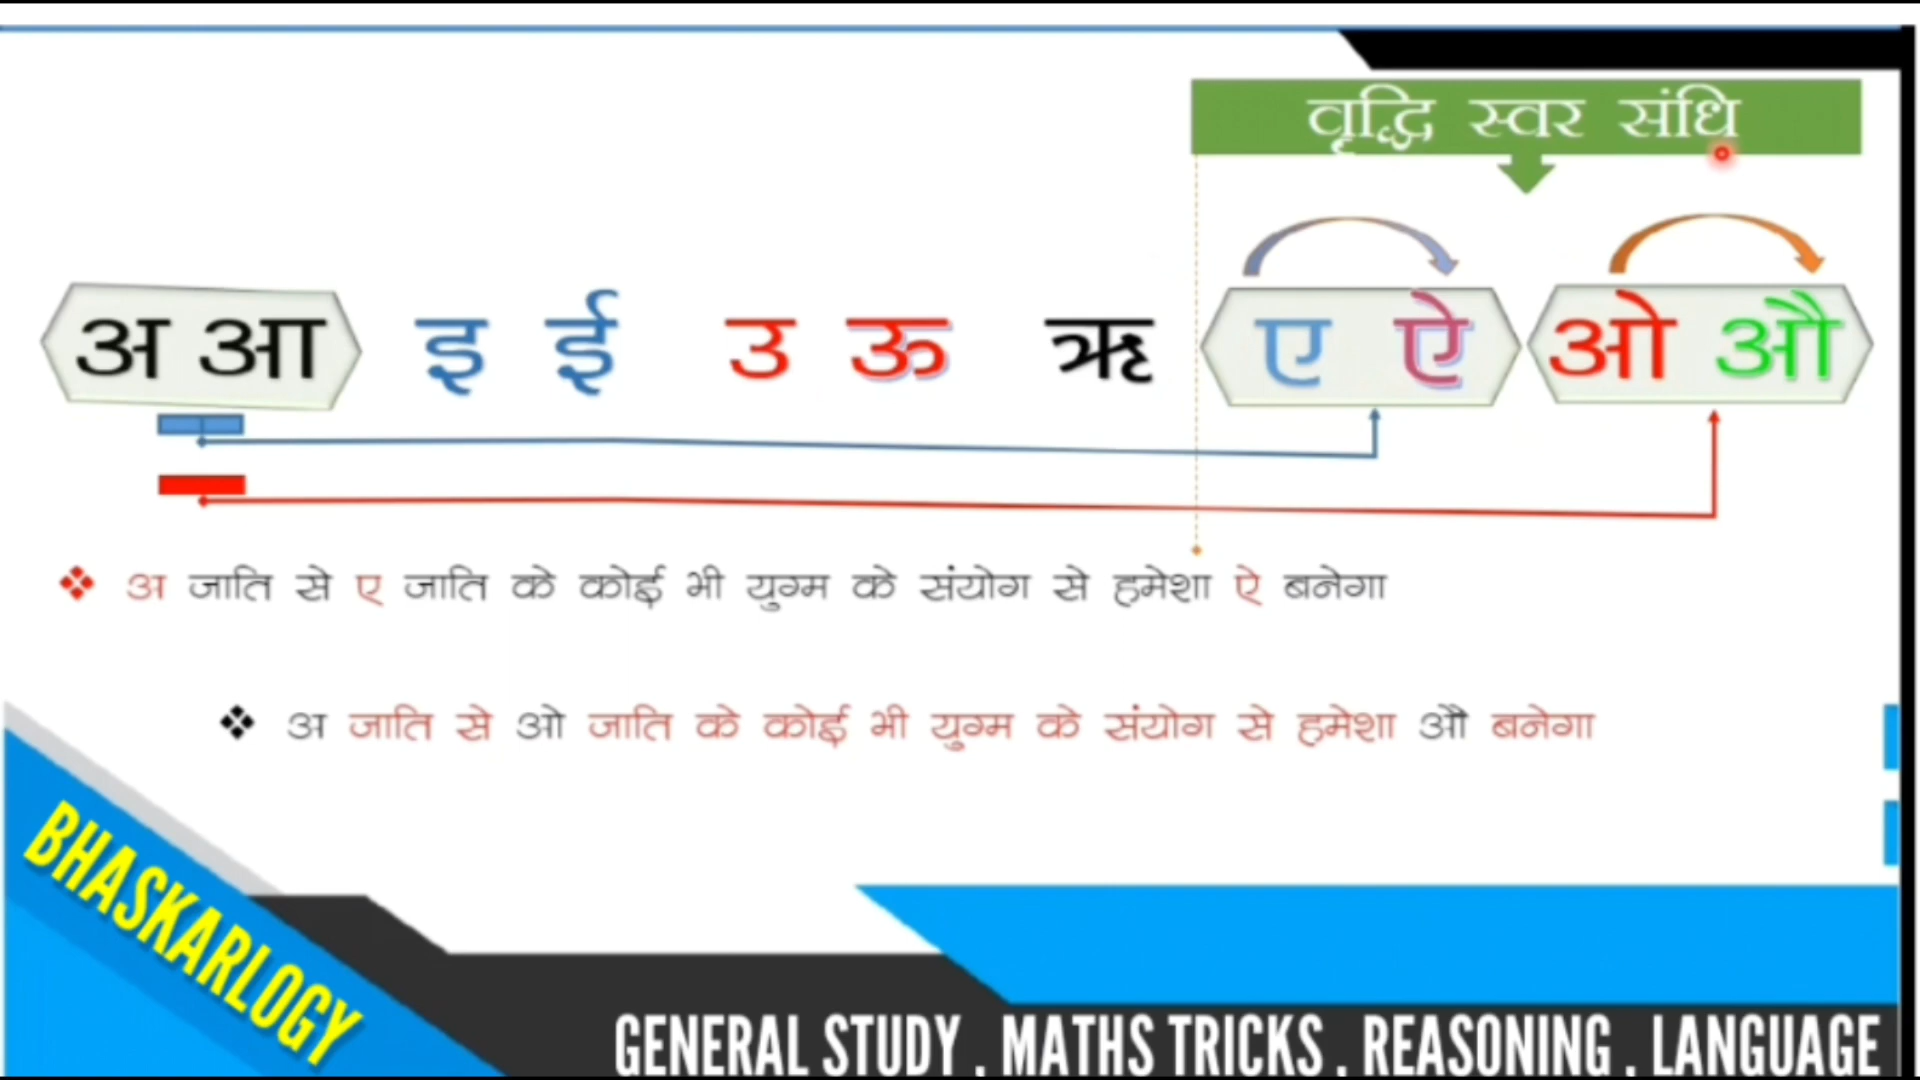 वृद्धि स्वर संधि
अ आ इ ई उ ऊ ऋ ए ऐ ओ औ
अ जाति से ए जाति के कोई भी युग्म के संयोग से हमेशा ऐ बनेगा
अ जाति से ओ जाति के कोई भी युग्म के संयोग से हमेशा औ बनेगा
BHASKARLOGY
GENERAL STUDY . MATHS TRICKS . REASONING . LANGUAGE